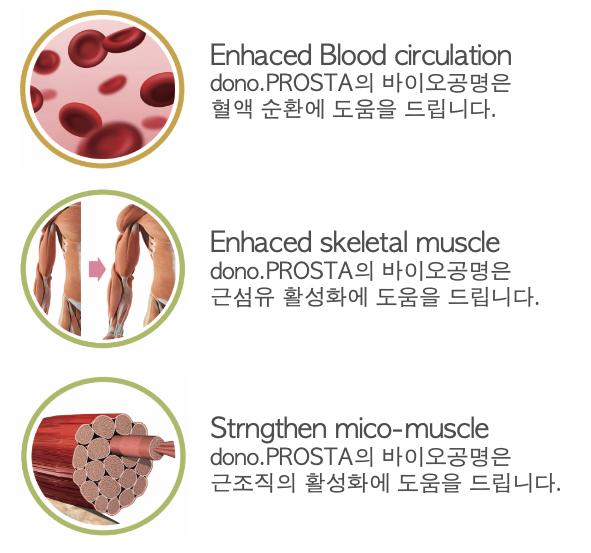 Enhaced Blood circulation
dono.PROSTA의 바이오공명은
혈액 순환에 도움을 드립니다.
Enhaced skeletal muscle
dono.PROSTA의 바이오공명은
근섬유 활성화에 도움을 드립니다.
Strngthen mico-muscle
dono.PROSTA의 바이오공명은
근조직의 활성화에 도움을 드립니다.